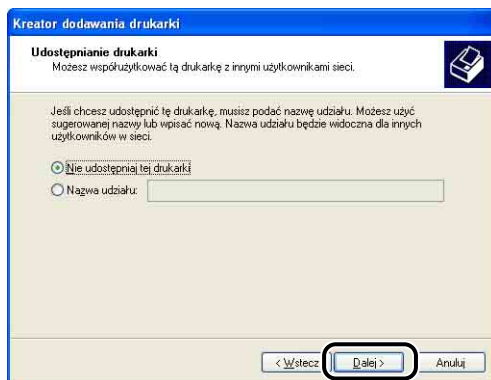 Kreator dodawania drukarki
Udostępnianie drukarki
Możesz współużytkować tą drukarkę z innymi użytkownikami sieci.
Jeśli chcesz udostępnić tę drukarkę, musisz podać nazwę udziału. Możesz użyć
sugerowanej nazwy lub wpisać nową. Nazwa udziału będzie widoczna dla innych
użytkowników w sieci.
Nie udostępniaj tej drukarki
Nazwa udziału:
< Wstecz Dalej > Anuluj